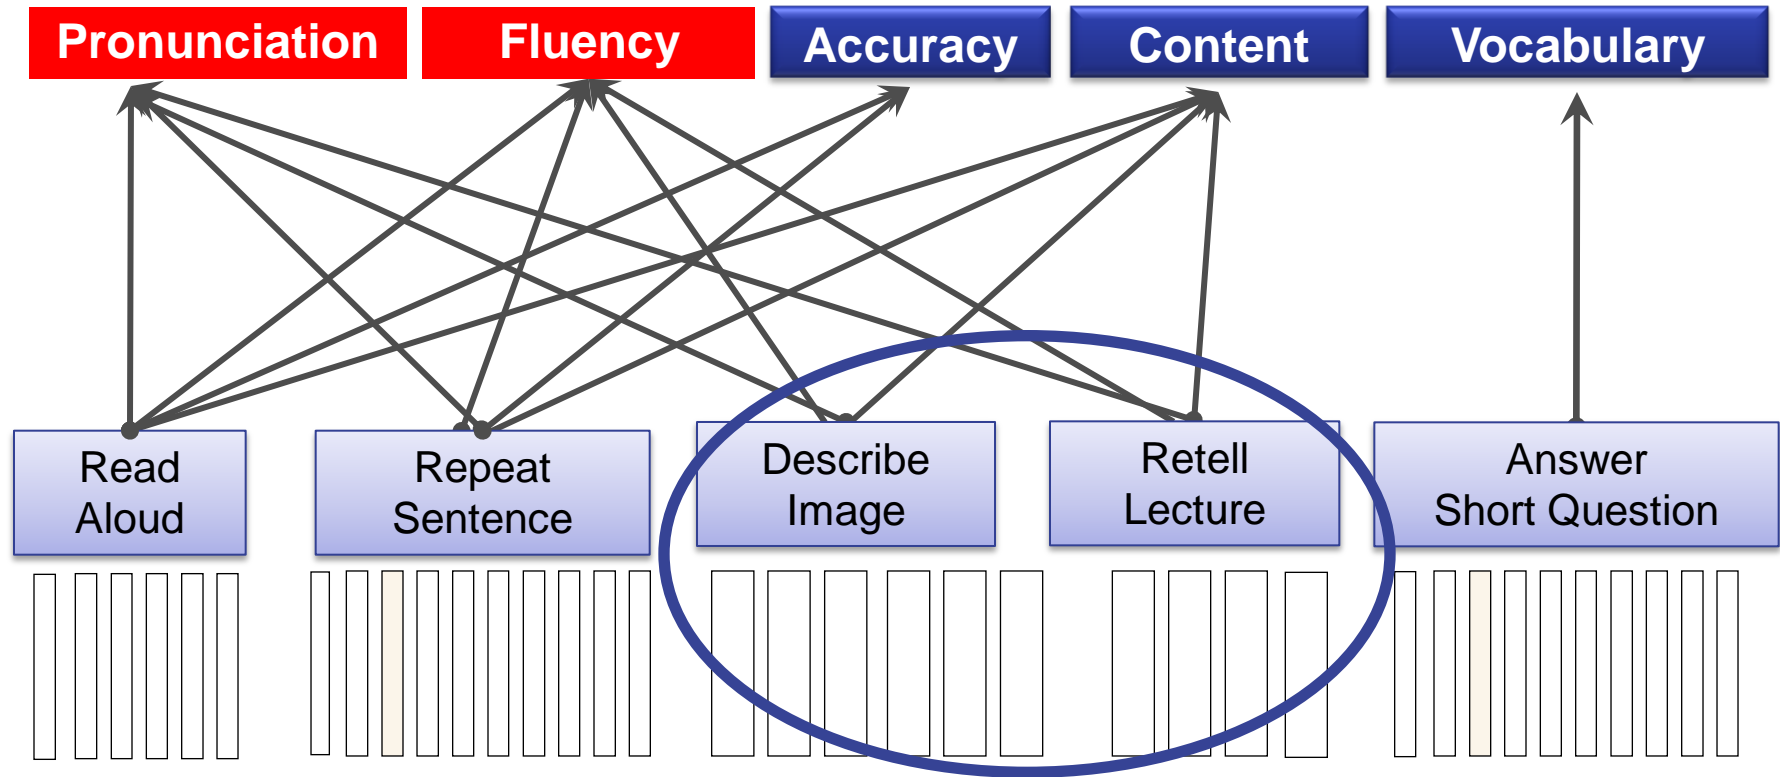 Pronunciation
Fluency
Accuracy
Content
Vocabulary
Read
Aloud
Repeat
Sentence
Describe
Image
Retell
Lecture
Answer
Short Question